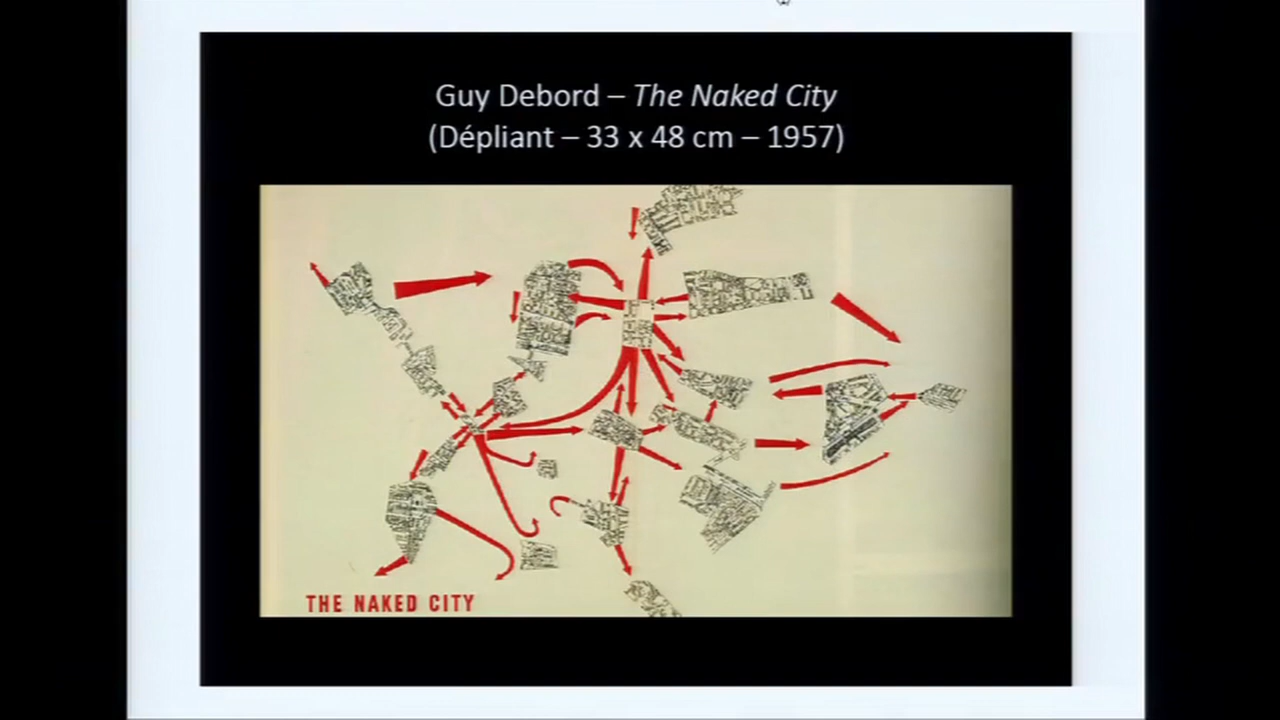 Guy Debord – The Naked City
(Dépliant – 33 x 48 cm – 1957)
THE NAKED CITY